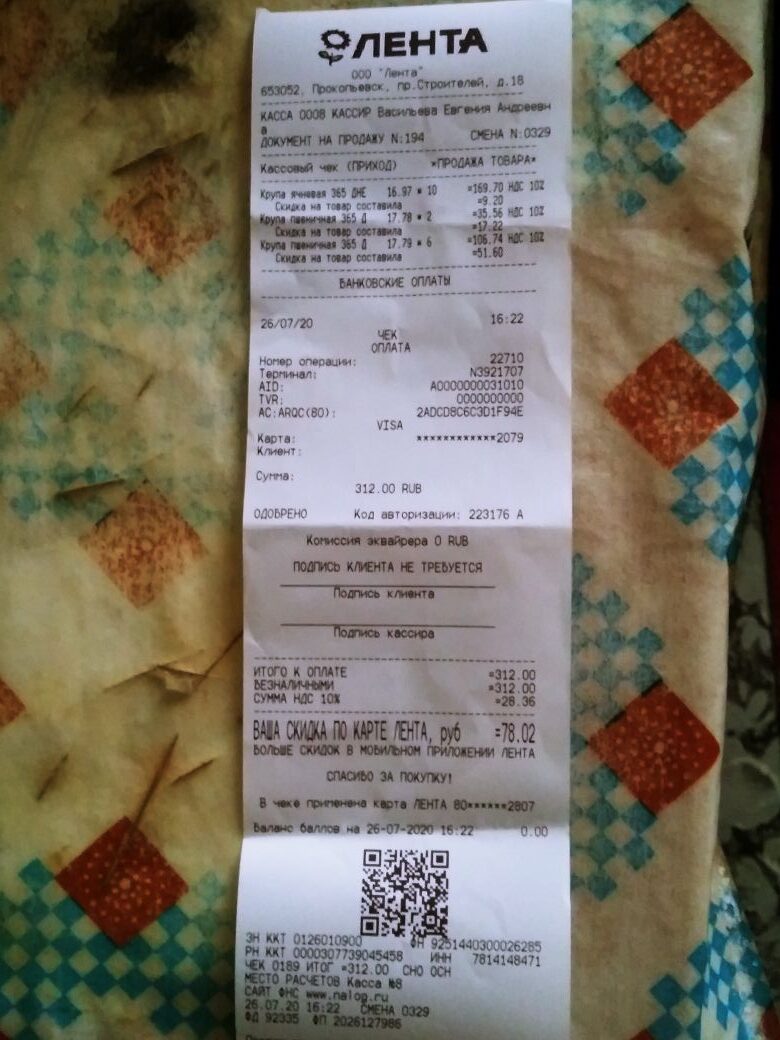 ЛЕНТА
ООО "Лента"
653052, Прокопьевск, пр.Строителей, д.18
КАССА 0008 КАССИР Васильева Евгения Андреевн
а
ДОКУМЕНТ НА ПРОДАЖУ N:194 СМЕНА N:0329
Кассовый чек (ПРИХОД) *ПРОДАЖА ТОВАРА*
Крупа ячневая 365 ДНЕ 16.97 * 10 =169.70 НДС 10%
Скидка на товар составила =9.20
Крупа пшеничная 365 Д 17.78 * 2 =35.56 НДС 10%
Скидка на товар составила =17.22
Крупа пшеничная 365 Д 17.79 * 6 =106.74 НДС 10%
Скидка на товар составила =51.60
БАНКОВСКИЕ ОПЛАТЫ
26/07/20 16:22
ЧЕК
ОПЛАТА
Номер операции: 22710
Терминал: N3921707
AID: A0000000031010
TVR: 0000000000
AC:ARQC(80): 2ADCD8C6C3D1F94E
VISA
Карта: ************2079
Клиент:
Сумма:
312.00 RUB
ОДОБРЕНО Код авторизации: 223176 A
Комиссия эквайрера 0 RUB
ПОДПИСЬ КЛИЕНТА НЕ ТРЕБУЕТСЯ
Подпись клиента
Подпись кассира
ИТОГО К ОПЛАТЕ =312.00
БЕЗНАЛИЧНЫМИ =312.00
СУММА НДС 10% =28.36
ВАША СКИДКА ПО КАРТЕ ЛЕНТА, руб =78.02
БОЛЬШЕ СКИДОК В МОБИЛЬНОМ ПРИЛОЖЕНИИ ЛЕНТА
СПАСИБО ЗА ПОКУПКУ!
В чеке применена карта ЛЕНТА 80******2807
Баланс баллов на 26-07-2020 16:22 0.00
ЗН ККТ 0126010900 ФН 9251440300026285
РН ККТ 0000307739045458 ИНН 7814148471
ЧЕК 0189 ИТОГ =312.00 СНО ОСН
МЕСТО РАСЧЕТОВ Касса №8
САЙТ ФНС www.nalog.ru
26.07.20 16:22 СМЕНА 0329
ФД 92335 ФП 2026127986